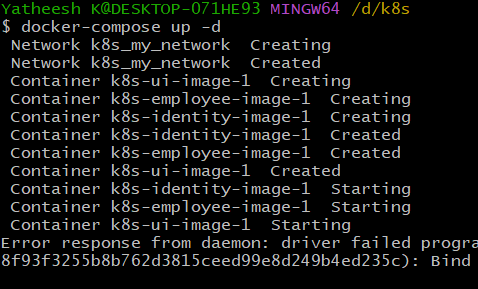 Yatheesh K@DESKTOP-071HE93 MINGW64 /d/k8s
$ docker-compose up -d
Network k8s_my_network  Creating
Network k8s_my_network  Created
Container k8s-ui-image-1  Creating
Container k8s-employee-image-1  Creating
Container k8s-identity-image-1  Creating
Container k8s-identity-image-1  Created
Container k8s-employee-image-1  Created
Container k8s-ui-image-1  Created
Container k8s-identity-image-1  Starting
Container k8s-employee-image-1  Starting
Container k8s-ui-image-1  Starting
Error response from daemon: driver failed progra
8f93f3255b8b762d3815ceed99e8d249b4ed235c): Bind